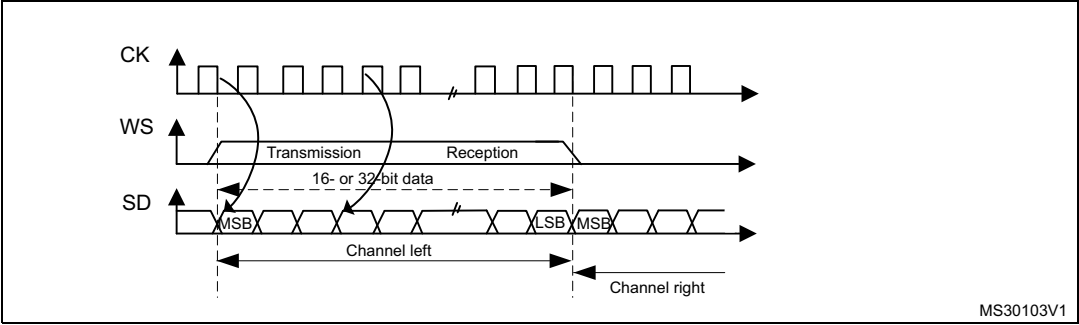 CK
WS
Transmission Reception
16- or 32-bit data
SD
MSB LSB MSB
Channel left
Channel right
MS30103V1